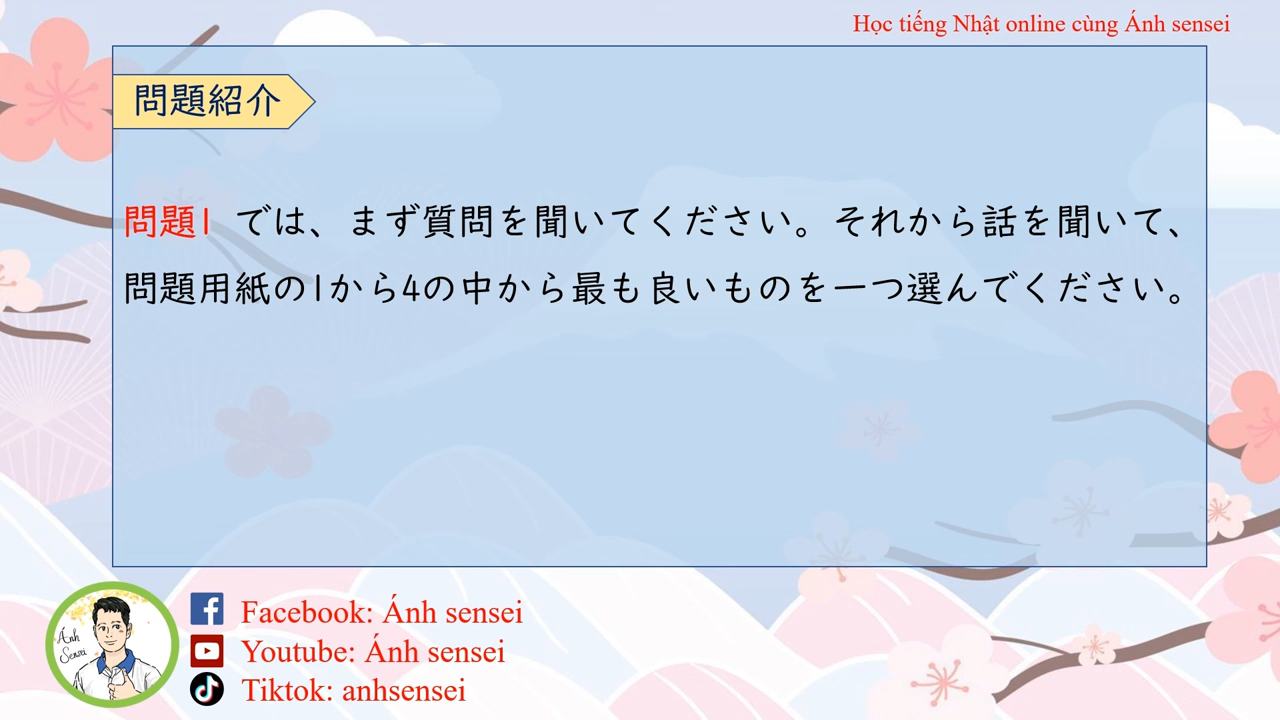 Học tiếng Nhật online cùng Ánh sensei
問題紹介
問題1 では、まず質問を聞いてください。それから話を聞いて、
問題用紙の1から4の中から最も良いものを一つ選んでください。
Ánh
Sensei
Facebook: Ánh sensei
Youtube: Ánh sensei
Tiktok: anhsensei